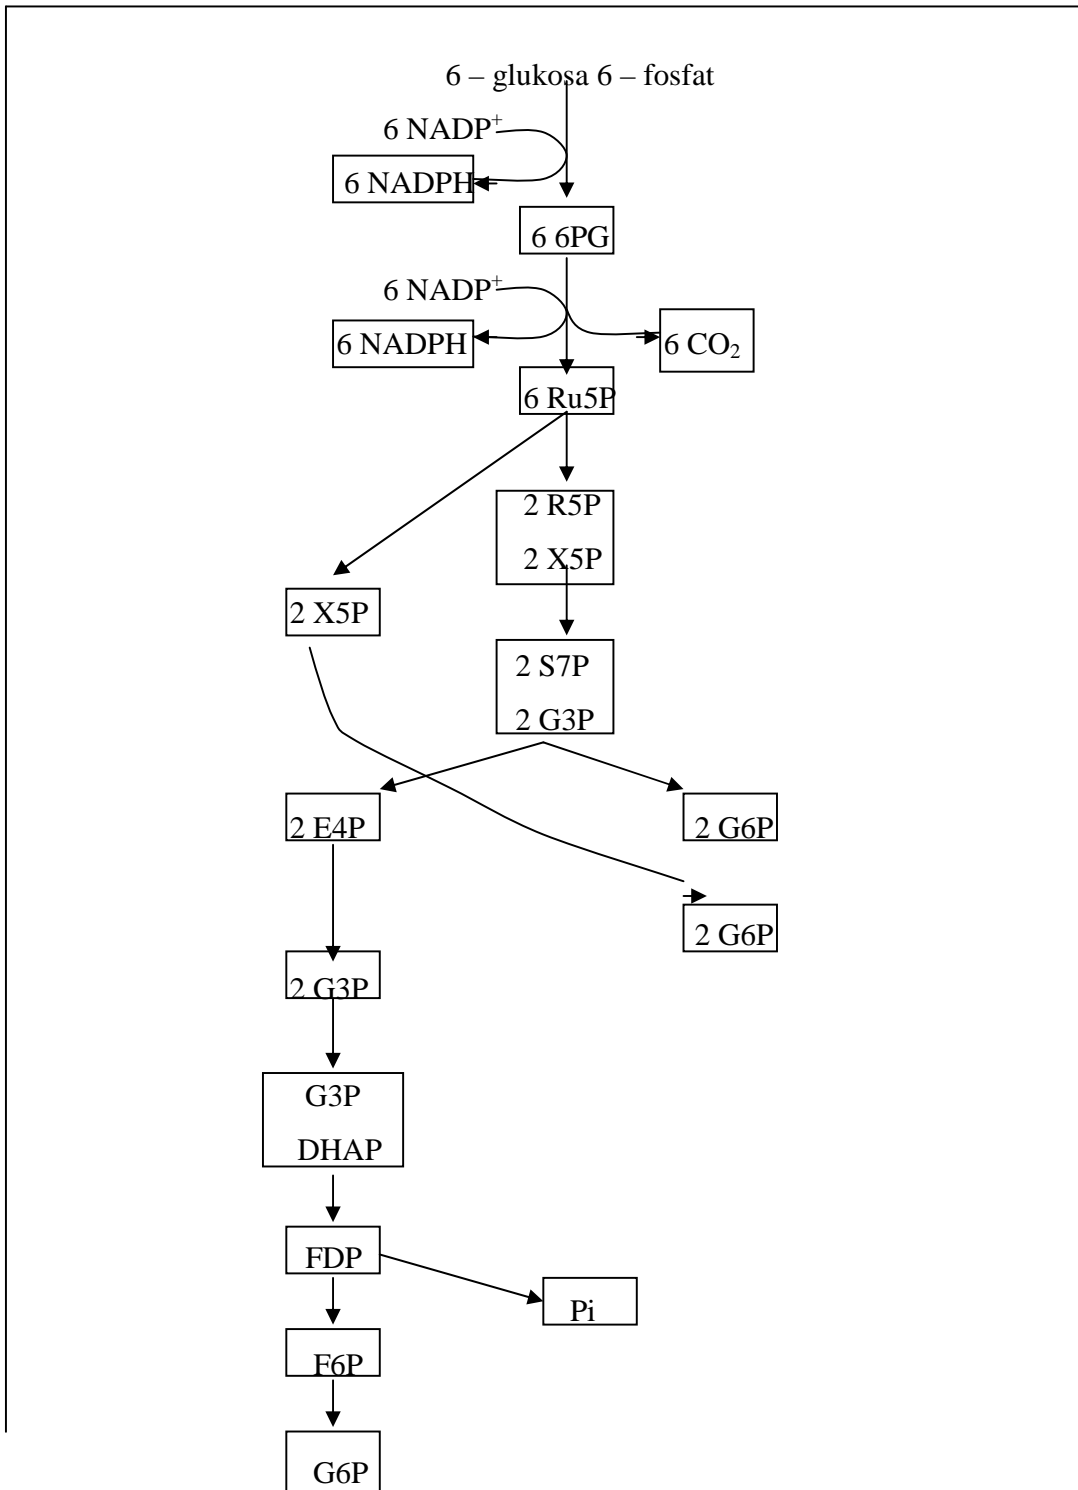 6 – glukosa 6 – fosfat
6 NADP⁺
6 NADPH
6 6PG
6 NADP⁺
6 NADPH
6 CO₂
6 Ru5P
2 R5P
2 X5P
2 X5P
2 S7P
2 G3P
2 E4P
2 G6P
2 G6P
2 G3P
G3P
DHAP
FDP
Pi
F6P
G6P